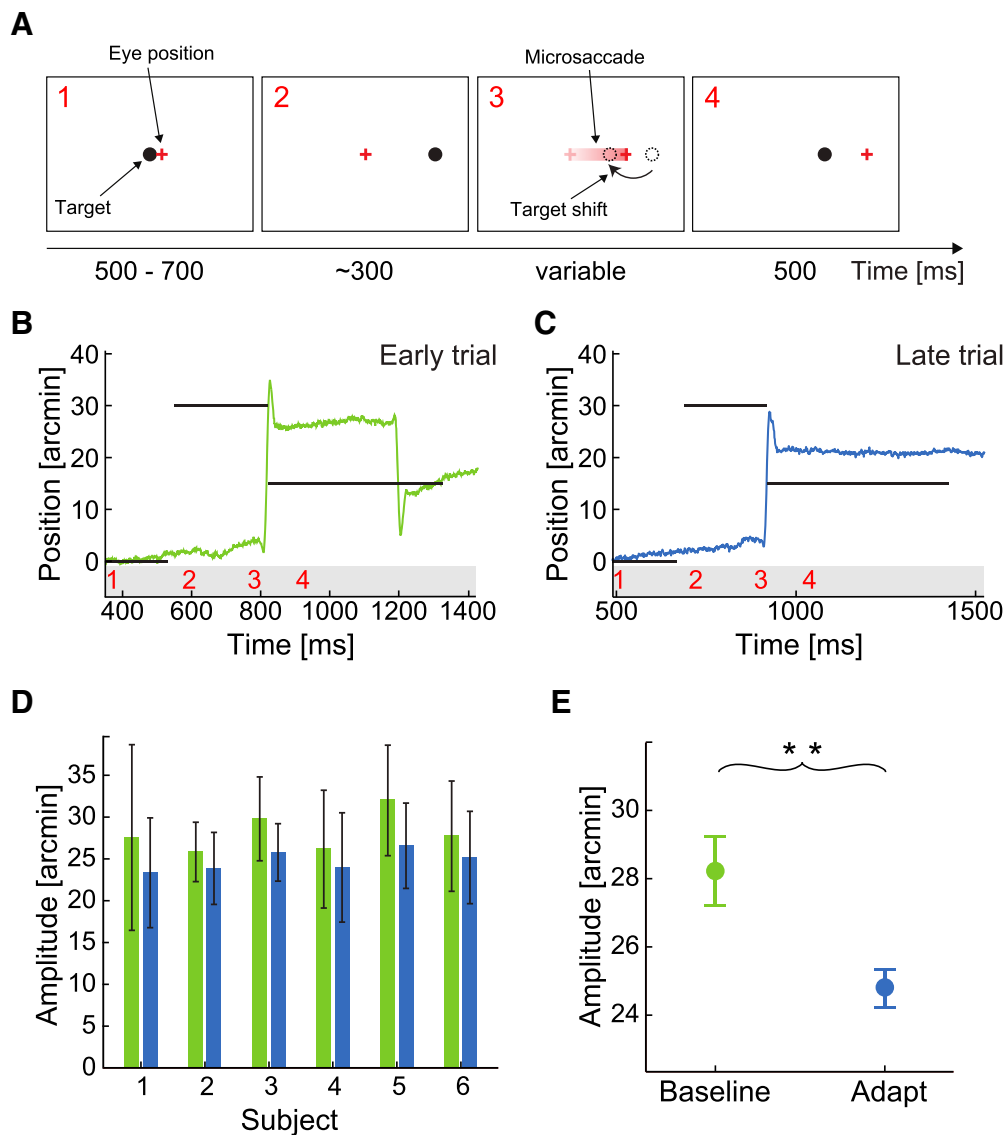 A
Eye position
Microsaccade
1
2
3
4
Target
Target shift
500 - 700
~300
variable
500
Time [ms]
B
Early trial
Position [arcmin]
40
30
20
10
0
1 2 3 4
400 600 800 1000 1200 1400
Time [ms]
C
Late trial
Position [arcmin]
40
30
20
10
0
1 2 3 4
500 1000 1500
Time [ms]
D
Amplitude [arcmin]
35
30
25
20
15
10
5
0
1 2 3 4 5 6
Subject
E
* *
Amplitude [arcmin]
30
28
26
24
Baseline Adapt